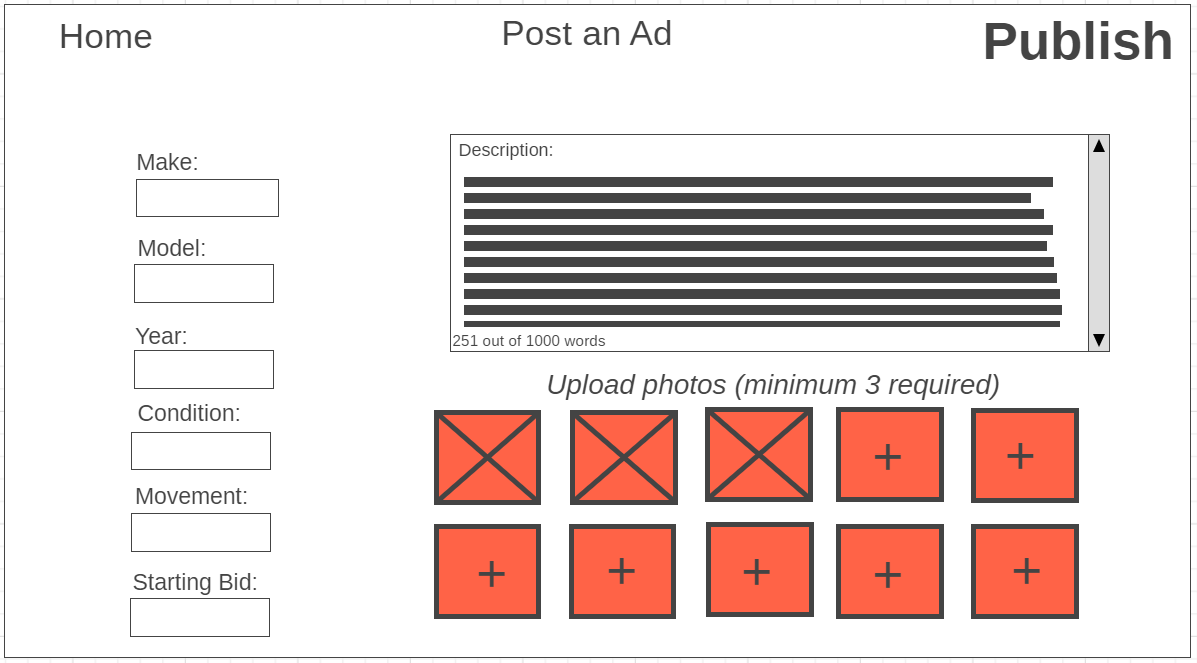 Home
Post an Ad
Publish
Make:
Model:
Year:
Condition:
Movement:
Starting Bid:
Description:
251 out of 1000 words
Upload photos (minimum 3 required)
+ +
+ + + + +